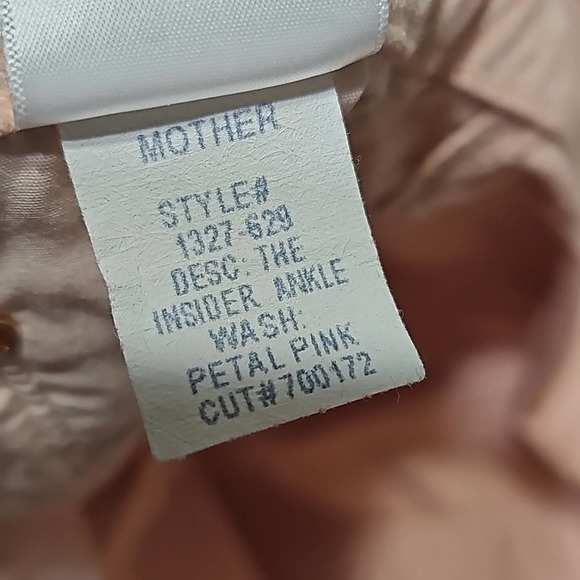 MOTHER
STYLE#
1327-629
DESC: THE
INSIDER ANKLE
WASH:
PETAL PINK
CUT#700172